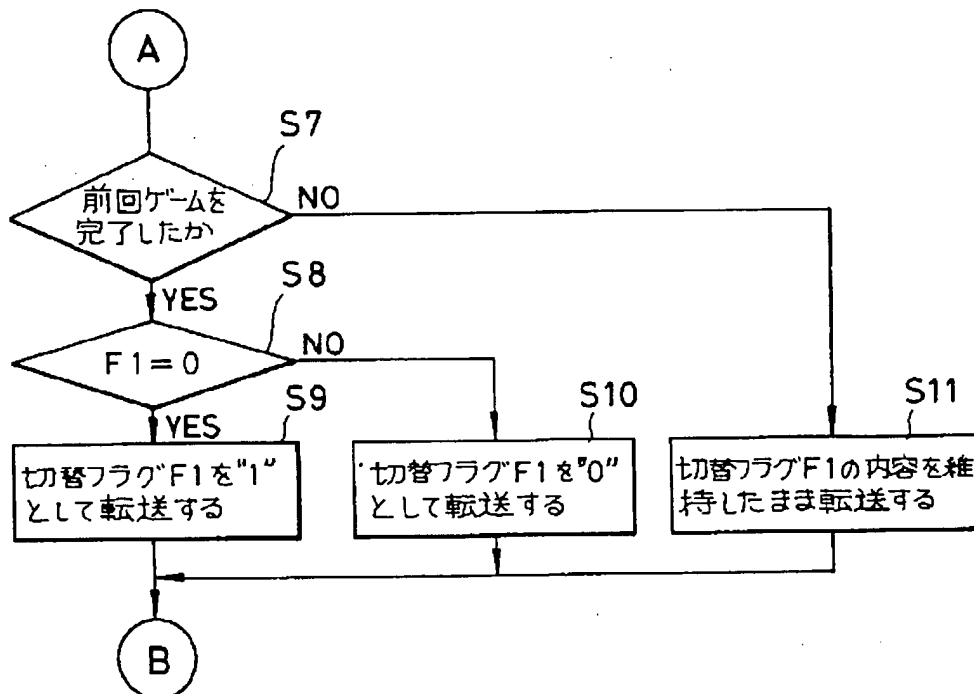 A
S7
前回ゲームを
完了したか
NO
YES
S8
F1=0
NO
YES
S9
切替フラグF1を"1"
として転送する
S10
切替フラグF1を"0"
として転送する
S11
切替フラグF1の内容を維
持したまま転送する
B